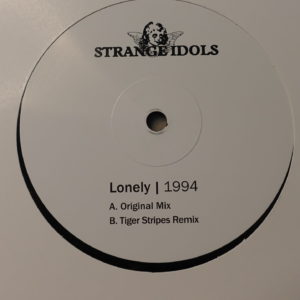 STRANGE IDOLS
Lonely | 1994
A. Original Mix
B. Tiger Stripes Remix